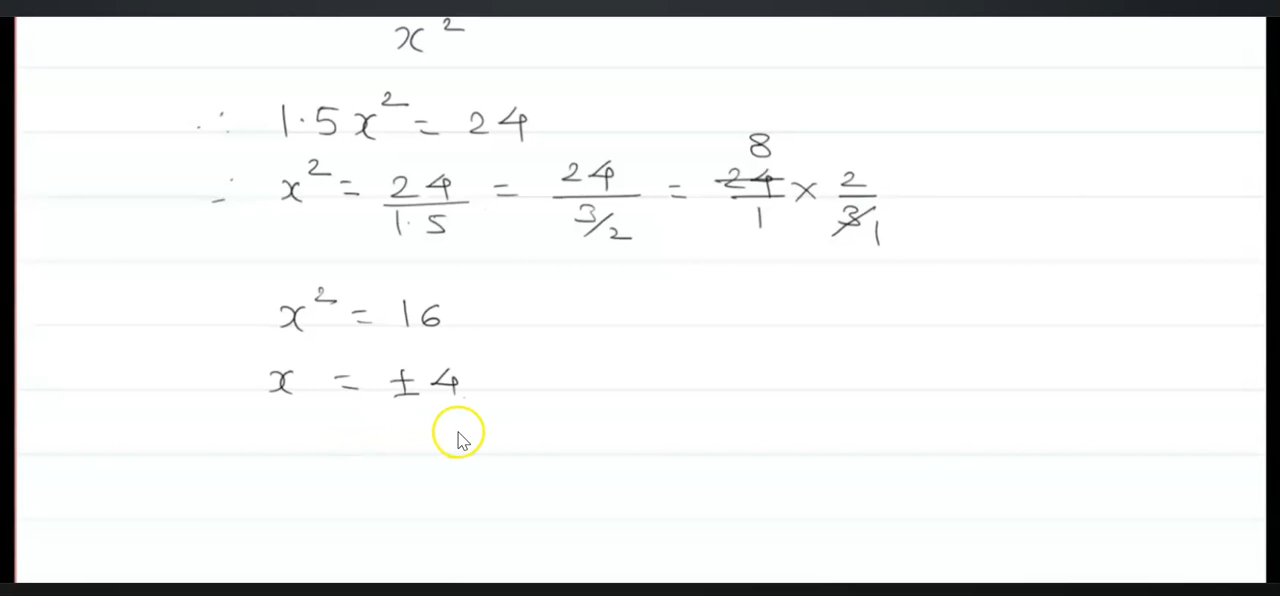 x²
∴ 1.5x² = 24
∴ x² = 24/1.5 = 24/(3/2) = 8 24/1 × 2/3 1
x² = 16
x = ±4